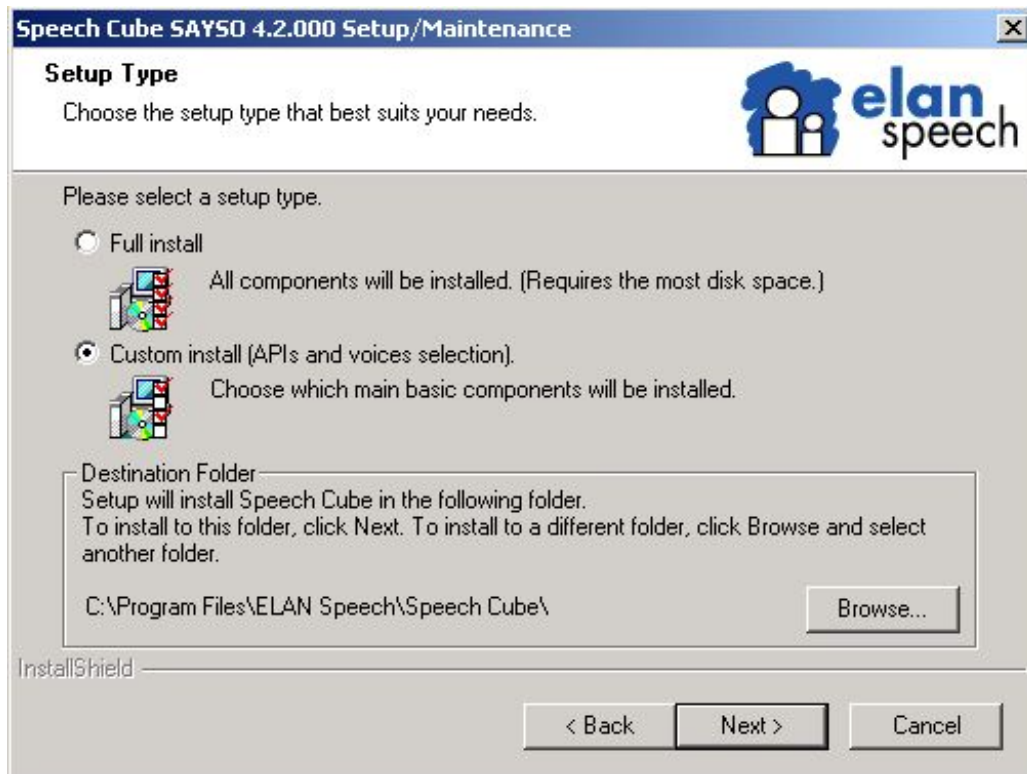 Speech Cube SAYSO 4.2.000 Setup/Maintenance
Setup Type
Choose the setup type that best suits your needs.
elan
speech
Please select a setup type.
Full install
All components will be installed. (Requires the most disk space.)
Custom install (APIs and voices selection).
Choose which main basic components will be installed.
Destination Folder
Setup will install Speech Cube in the following folder.
To install to this folder, click Next. To install to a different folder, click Browse and select
another folder.
C:\Program Files\ELAN Speech\Speech Cube\
Browse...
InstallShield
< Back
Next >
Cancel